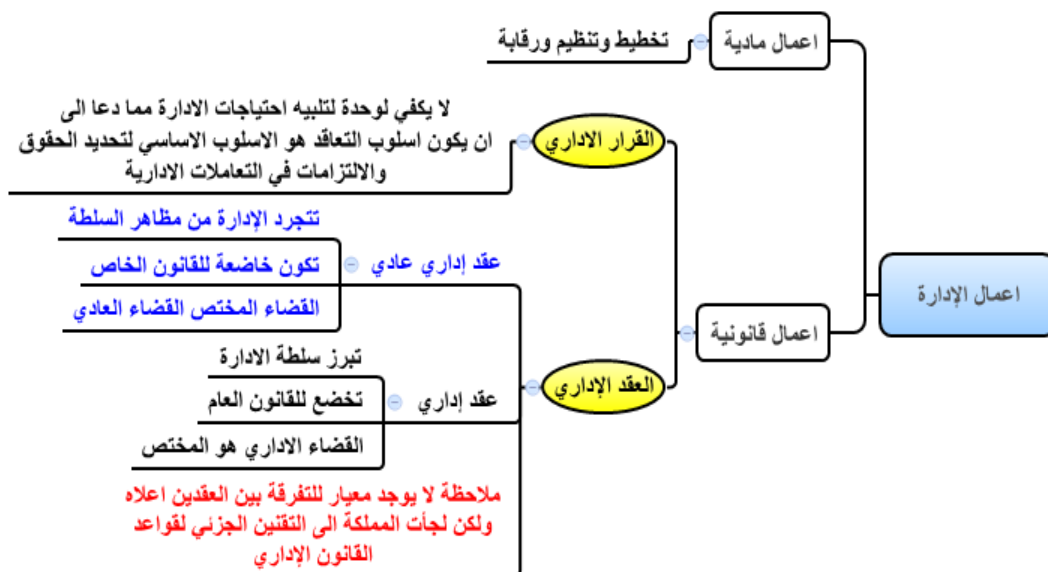 اعمال الإدارة
اعمال مادية
تخطيط وتنظيم ورقابة
اعمال قانونية
القرار الاداري
لا يكفي لوحدة لتلبيه احتياجات الادارة مما دعا الى
ان يكون اسلوب التعاقد هو الاسلوب الاساسي لتحديد الحقوق
والالتزامات في التعاملات الادارية
العقد الإداري
عقد إداري عادي
تتجرد الإدارة من مظاهر السلطة
تكون خاضعة للقانون الخاص
القضاء المختص القضاء العادي
عقد إداري
تبرز سلطة الادارة
تخضع للقانون العام
القضاء الاداري هو المختص
ملاحظة لا يوجد معيار للتفرقة بين العقدين اعلاه
ولكن لجأت المملكة الى التقنين الجزئي لقواعد
القانون الإداري